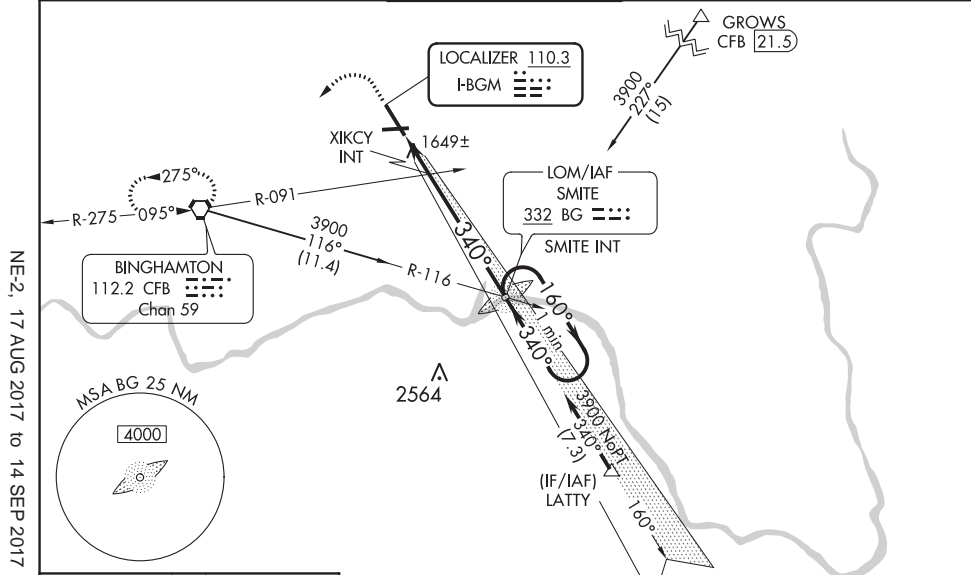 GROWS
CFB 21.5
3900
227°
(15)
LOCALIZER 110.3
I-BGM
XIKCY
INT
1649±
LOM/IAF
SMITE
332 BG
SMITE INT
275°
R-275
095°
R-091
3900
116°
(11.4)
R-116
BINGHAMTON
112.2 CFB
Chan 59
340°
160°
1 min
340°
2564
MSA BG 25 NM
4000
3900 NoPT
340°
(7.3)
(IF/IAF)
LATTY
160°
NE-2, 17 AUG 2017 to 14 SEP 2017